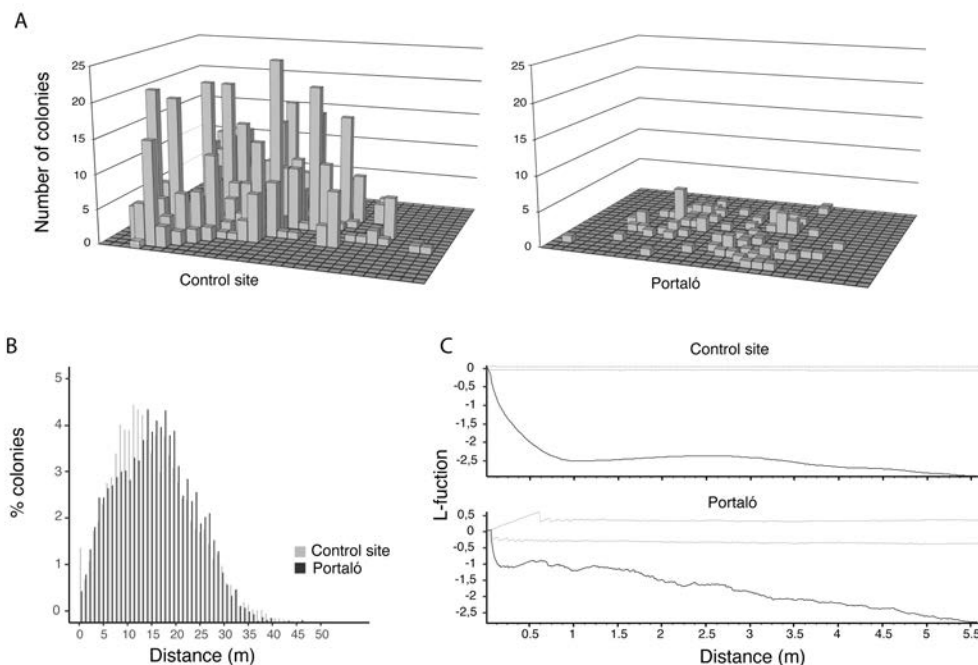 A
Number of colonies
25
20
15
10
5
0
Control site
25
20
15
10
5
0
Portaló
B
% colonies
5
4
3
2
1
0
Control site
Portaló
0 5 10 15 20 25 30 35 40 45 50
Distance (m)
C
L-fuction
Control site
0
-0,5
-1
-1,5
-2
-2,5
Portaló
0,5
0
-0,5
-1
-1,5
-2
-2,5
0.5 1 1.5 2 2.5 3 3.5 4 4.5 5 5.5
Distance (m)